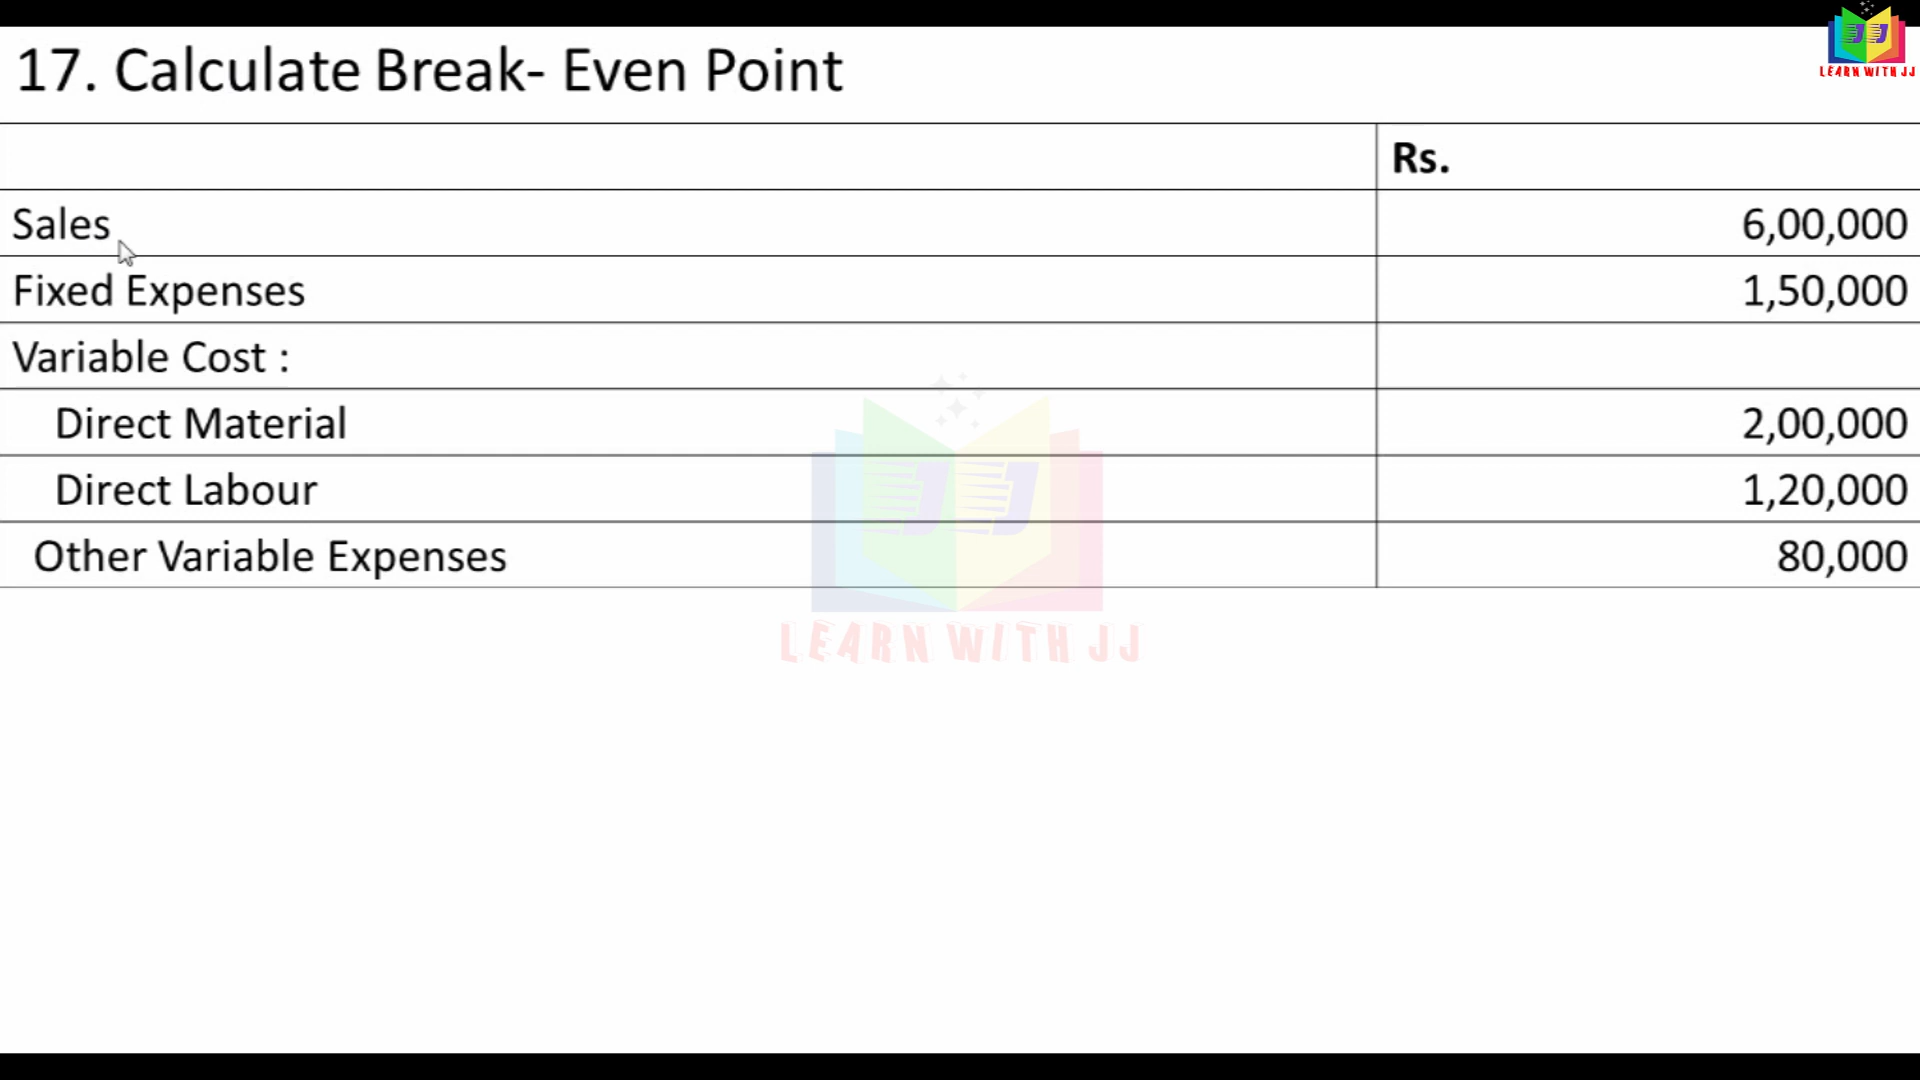 17. Calculate Break- Even Point
LEARN WITH JJ
Rs.
Sales 6,00,000
Fixed Expenses 1,50,000
Variable Cost :
Direct Material 2,00,000
Direct Labour 1,20,000
Other Variable Expenses 80,000
LEARN WITH JJ